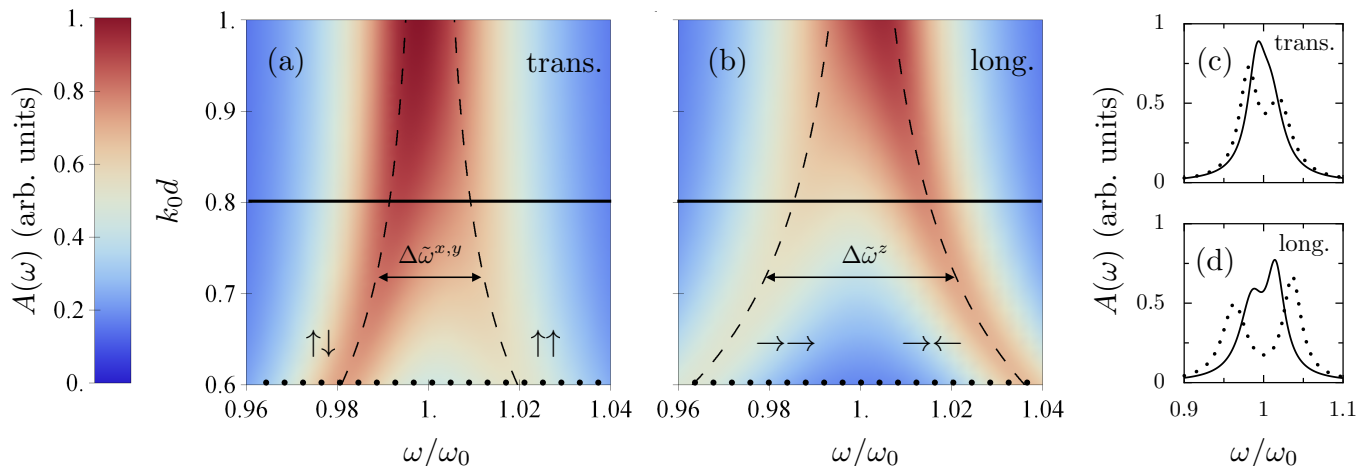 A(ω) (arb. units)
1.
0.8
0.6
0.4
0.2
0.
k₀d
1.
0.9
0.8
0.7
0.6
(a)
trans.
Δω̃ˣ,ʸ
↑↓
↑↑
0.96
0.98
1.
1.02
1.04
ω/ω₀
(b)
long.
Δω̃ᶻ
→→
→←
0.96
0.98
1.
1.02
1.04
ω/ω₀
A(ω) (arb. units)
1
0.5
0
(c)
trans.
1
0.5
0
(d)
long.
0.9
1
1.1
ω/ω₀